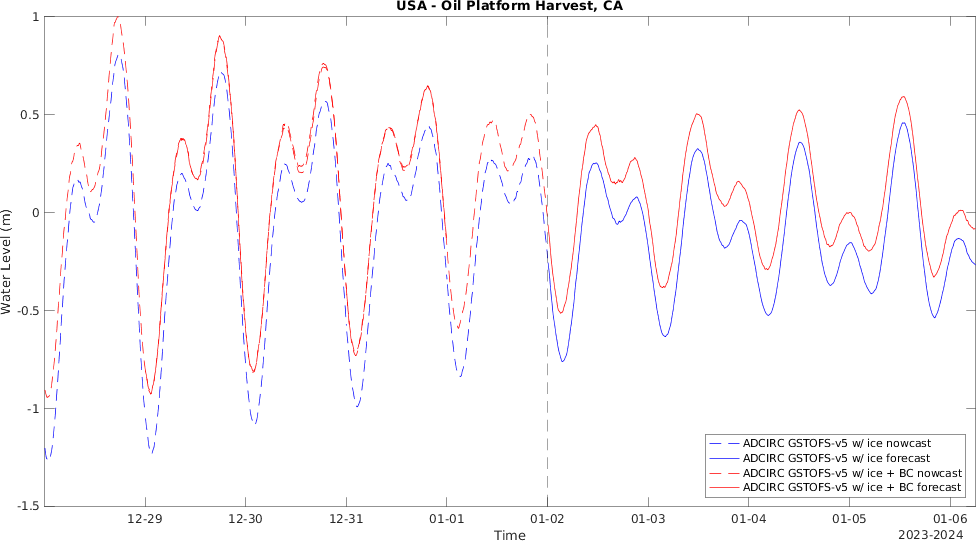 USA - Oil Platform Harvest, CA
1
0.5
0
-0.5
-1
-1.5
Water Level (m)
12-29
12-30
12-31
01-01
01-02
01-03
01-04
01-05
01-06
Time
2023-2024
ADCIRC GSTOFS-v5 w/ ice nowcast
ADCIRC GSTOFS-v5 w/ ice forecast
ADCIRC GSTOFS-v5 w/ ice + BC nowcast
ADCIRC GSTOFS-v5 w/ ice + BC forecast